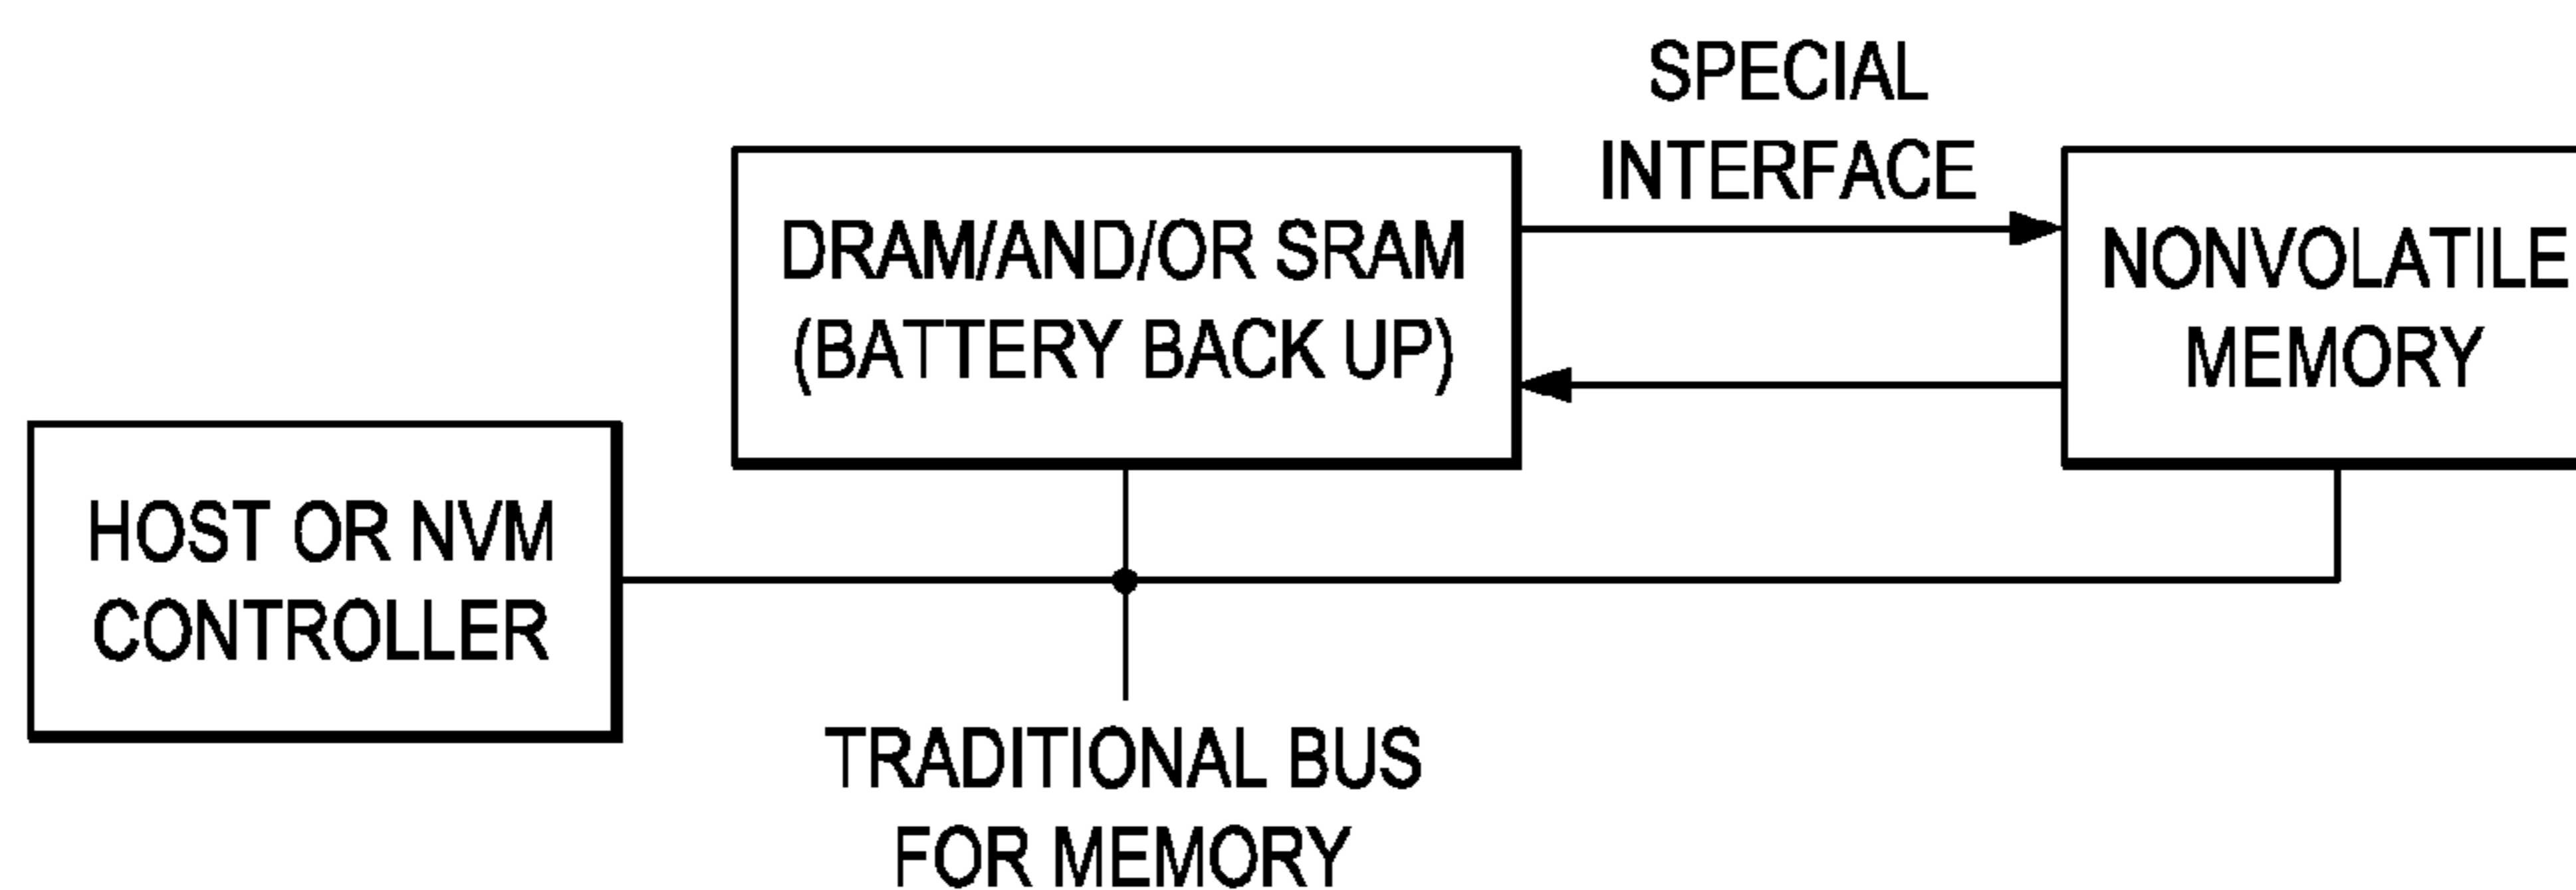 SPECIAL
INTERFACE
DRAM/AND/OR SRAM
(BATTERY BACK UP)
NONVOLATILE
MEMORY
HOST OR NVM
CONTROLLER
TRADITIONAL BUS
FOR MEMORY